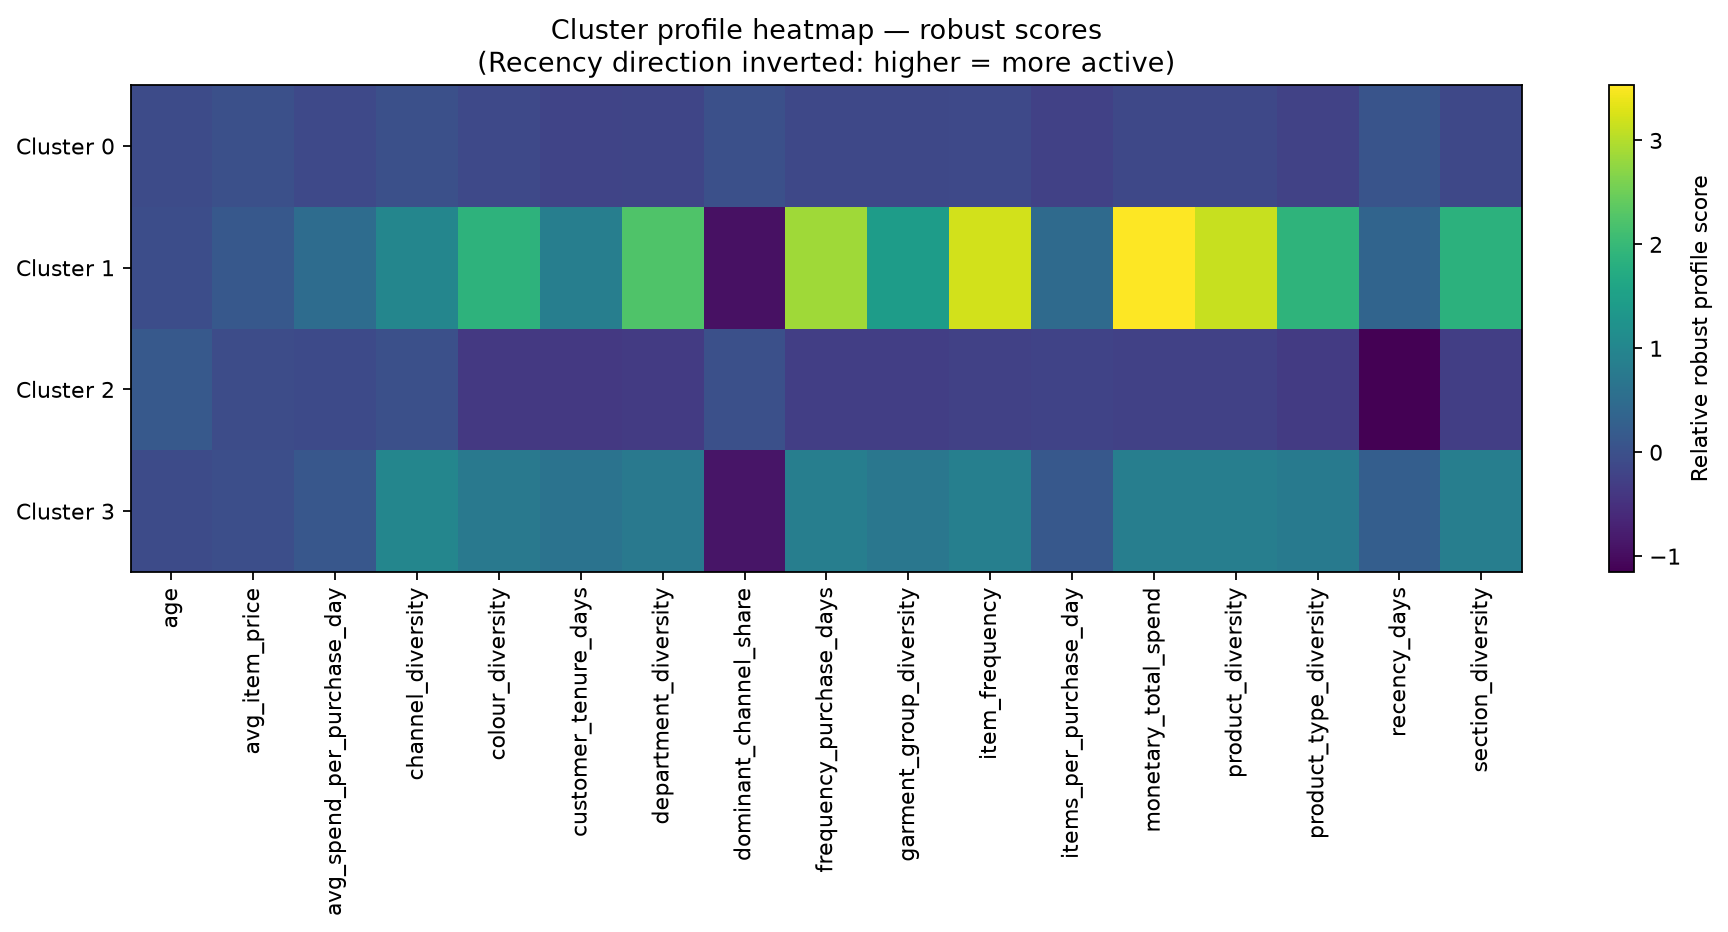 Cluster profile heatmap — robust scores
(Recency direction inverted: higher = more active)
Cluster 0
Cluster 1
Cluster 2
Cluster 3
age
avg_item_price
avg_spend_per_purchase_day
channel_diversity
colour_diversity
customer_tenure_days
department_diversity
dominant_channel_share
frequency_purchase_days
garment_group_diversity
item_frequency
items_per_purchase_day
monetary_total_spend
product_diversity
product_type_diversity
recency_days
section_diversity
3
2
1
0
−1
Relative robust profile score